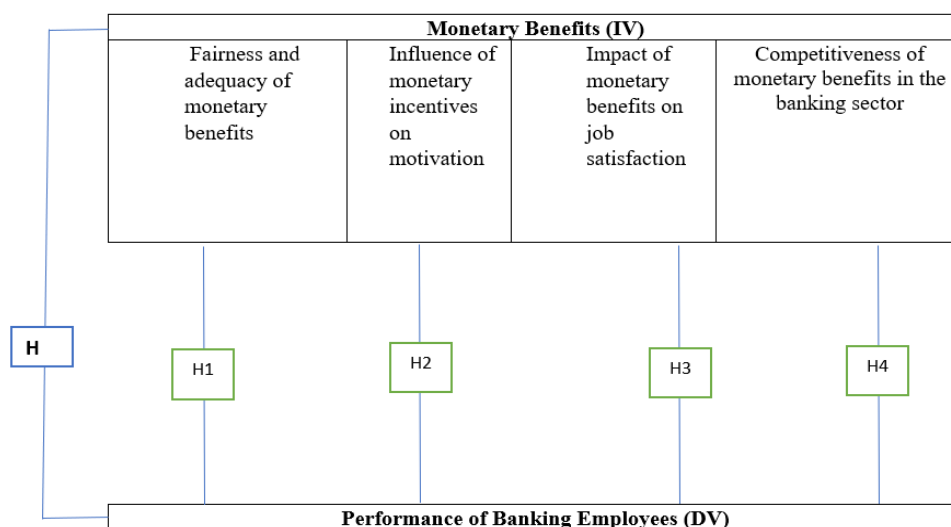 Monetary Benefits (IV)
Fairness and
adequacy of
monetary
benefits
Influence of
monetary
incentives
on
motivation
Impact of
monetary
benefits on
job
satisfaction
Competitiveness of
monetary benefits in the
banking sector
H
H1
H2
H3
H4
Performance of Banking Employees (DV)